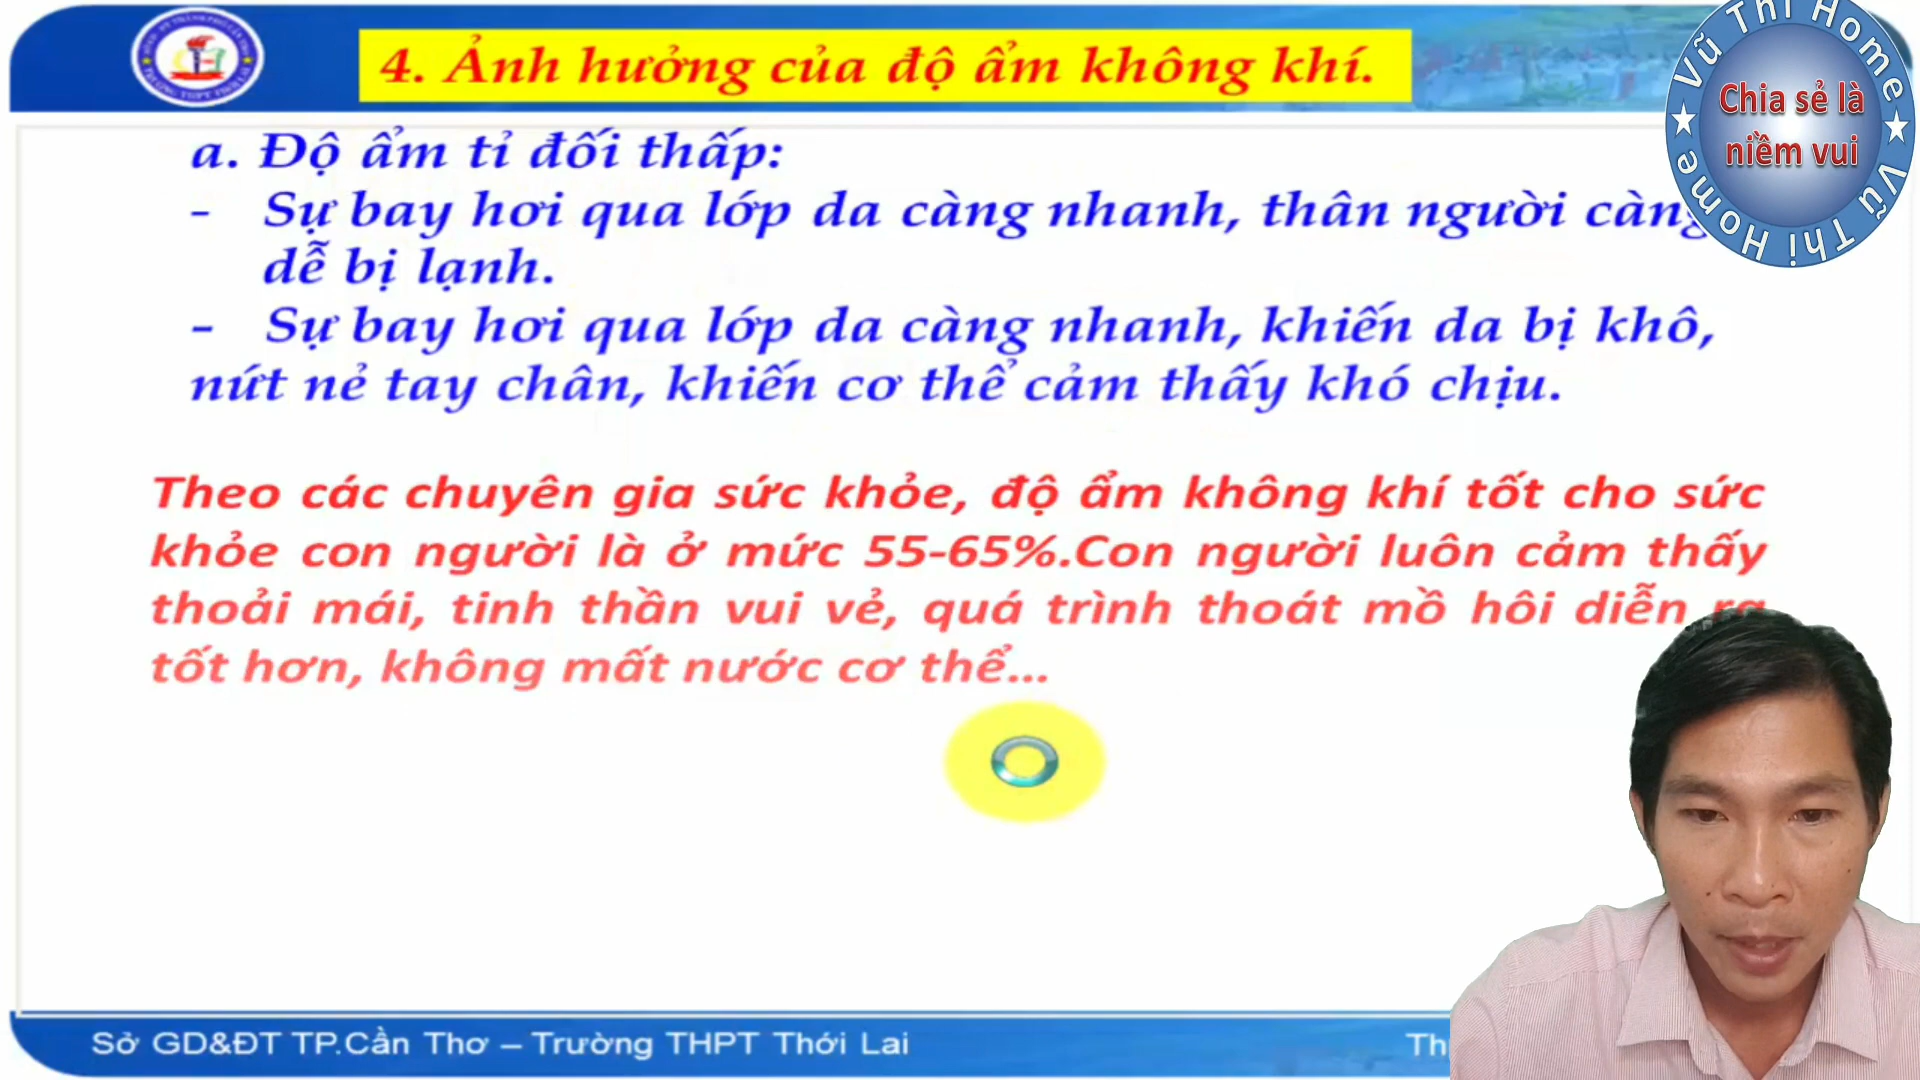 4. Ảnh hưởng của độ ẩm không khí.
Vũ Thi Home
Chia sẻ là
niềm vui
Vũ Thi Home
a. Độ ẩm tỉ đối thấp:
- Sự bay hơi qua lớp da càng nhanh, thân người càng
dễ bị lạnh.
– Sự bay hơi qua lớp da càng nhanh, khiến da bị khô,
nứt nẻ tay chân, khiến cơ thể cảm thấy khó chịu.
Theo các chuyên gia sức khỏe, độ ẩm không khí tốt cho sức
khỏe con người là ở mức 55-65%.Con người luôn cảm thấy
thoải mái, tinh thần vui vẻ, quá trình thoát mồ hôi diễn ra
tốt hơn, không mất nước cơ thể...
Sở GD&ĐT TP.Cần Thơ – Trường THPT Thới Lai